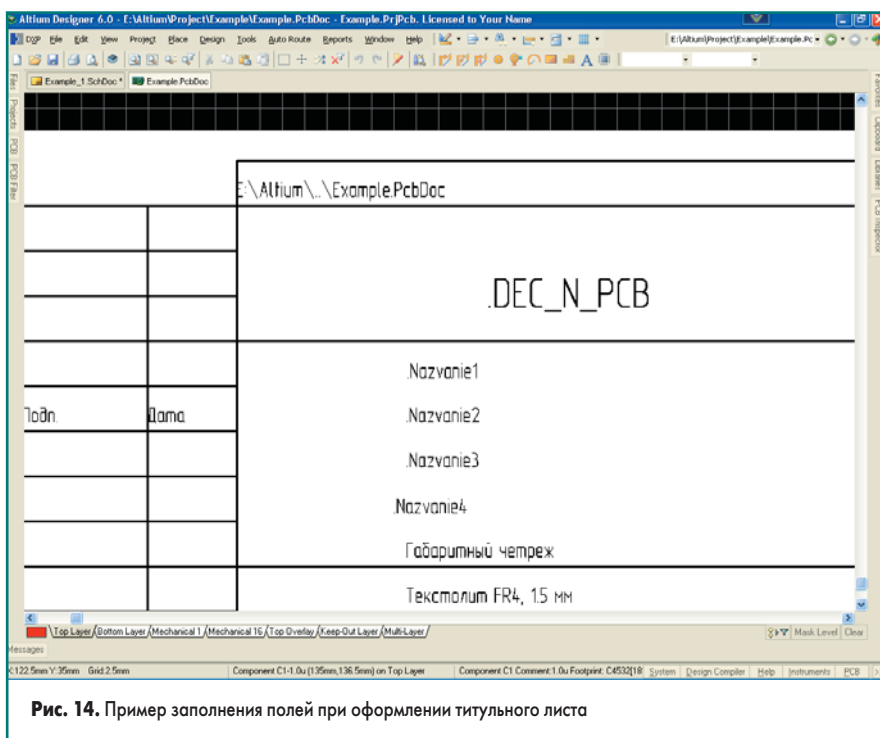 Altium Designer 6.0 - E:\Altium\Project\Example\Example.PcbDoc - Example.PrjPcb. Licensed to Your Name
DXP File Edit View Project Place Design Tools Auto Route Reports Window Help E:\Altium\Project\Example\Example.Pc
Example_1.SchDoc * Example.PcbDoc
Files
Projects
PCB
PCB Filter
Favorites
Clipboard
Libraries
PCB Inspector
E:\Altium\..\Example.PcbDoc
.DEC_N_PCB
.Nazvanie1
Подп. Дата .Nazvanie2
.Nazvanie3
.Nazvanie4
Габаритный четреж
Текстолит FR4, 1.5 мм
Top Layer Bottom Layer Mechanical 1 Mechanical 16 Top Overlay Keep-Out Layer Multi-Layer Mask Level Clear
Messages
X:122.5mm Y:35mm Grid:2.5mm Component C1-1.0u (135mm,136.5mm) on Top Layer Component C1 Comment:1.0u Footprint: C4532[18 System Design Compiler Help Instruments PCB
Рис. 14. Пример заполнения полей при оформлении титульного листа